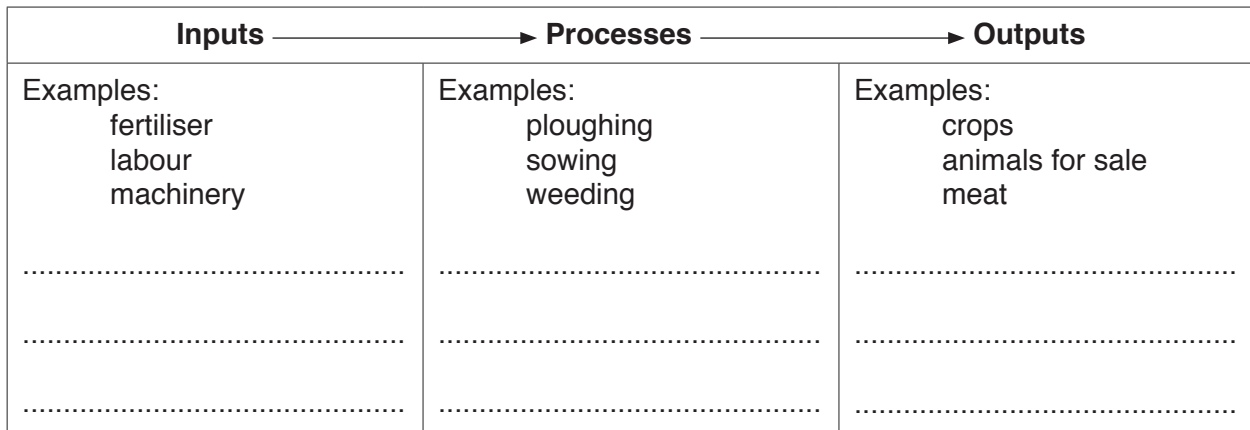 Inputs Processes Outputs
Examples:
fertiliser
labour
machinery
..............................................
..............................................
..............................................
Examples:
ploughing
sowing
weeding
..............................................
..............................................
..............................................
Examples:
crops
animals for sale
meat
..............................................
..............................................
..............................................